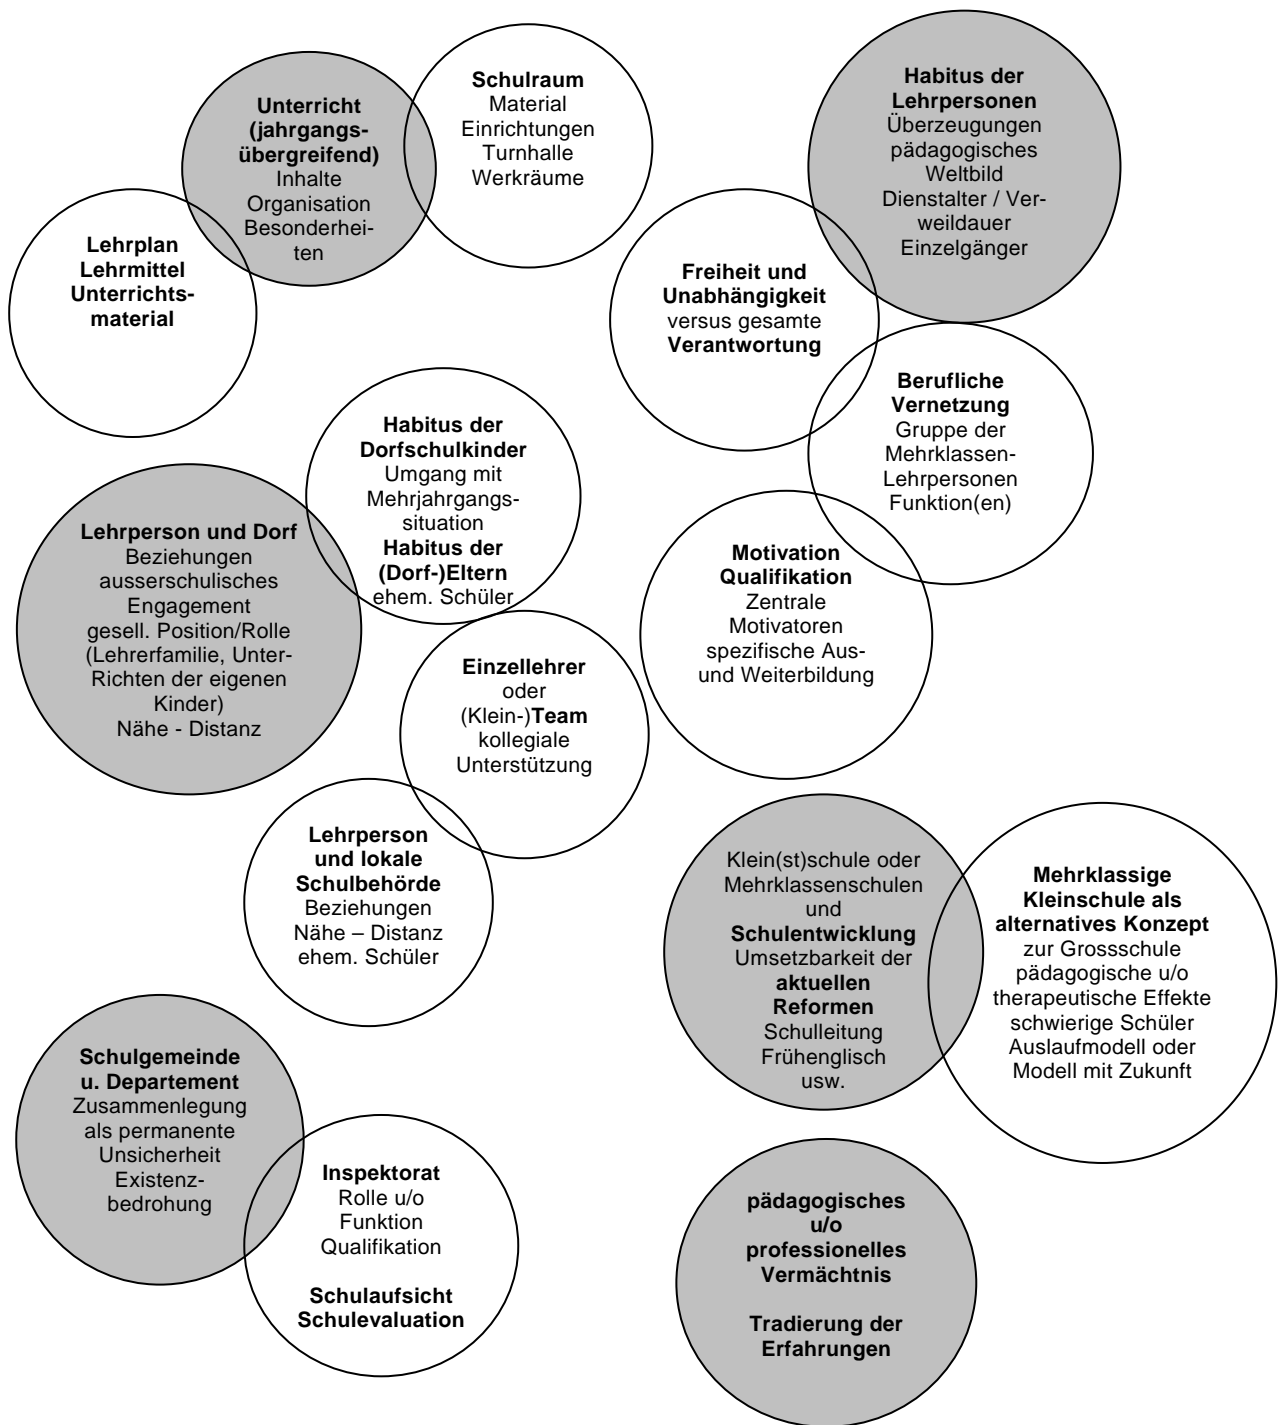 Schulraum
Material
Einrichtungen
Turnhalle
Werkräume
Unterricht
(jahrgangs-
übergreifend)
Inhalte
Organisation
Besonderhei-
ten
Lehrplan
Lehrmittel
Unterrichts-
material
Habitus der
Lehrpersonen
Überzeugungen
pädagogisches
Weltbild
Dienstalter / Ver-
weildauer
Einzelgänger
Freiheit und
Unabhängigkeit
versus gesamte
Verantwortung
Berufliche
Vernetzung
Gruppe der
Mehrklassen-
Lehrpersonen
Funktion(en)
Motivation
Qualifikation
Zentrale
Motivatoren
spezifische Aus-
und Weiterbildung
Habitus der
Dorfschulkinder
Umgang mit
Mehrjahrgangs-
situation
Habitus der
(Dorf-)Eltern
ehem. Schüler
Lehrperson und Dorf
Beziehungen
ausserschulisches
Engagement
gesell. Position/Rolle
(Lehrerfamilie, Unter-
Richten der eigenen
Kinder)
Nähe - Distanz
Einzellehrer
oder
(Klein-)Team
kollegiale
Unterstützung
Lehrperson
und lokale
Schulbehörde
Beziehungen
Nähe – Distanz
ehem. Schüler
Klein(st)schule oder
Mehrklassenschulen
und
Schulentwicklung
Umsetzbarkeit der
aktuellen
Reformen
Schulleitung
Frühenglisch
usw.
Mehrklassige
Kleinschule als
alternatives Konzept
zur Grossschule
pädagogische u/o
therapeutische Effekte
schwierige Schüler
Auslaufmodell oder
Modell mit Zukunft
Schulgemeinde
u. Departement
Zusammenlegung
als permanente
Unsicherheit
Existenz-
bedrohung
Inspektorat
Rolle u/o
Funktion
Qualifikation
Schulaufsicht
Schulevaluation
pädagogisches
u/o
professionelles
Vermächtnis
Tradierung der
Erfahrungen